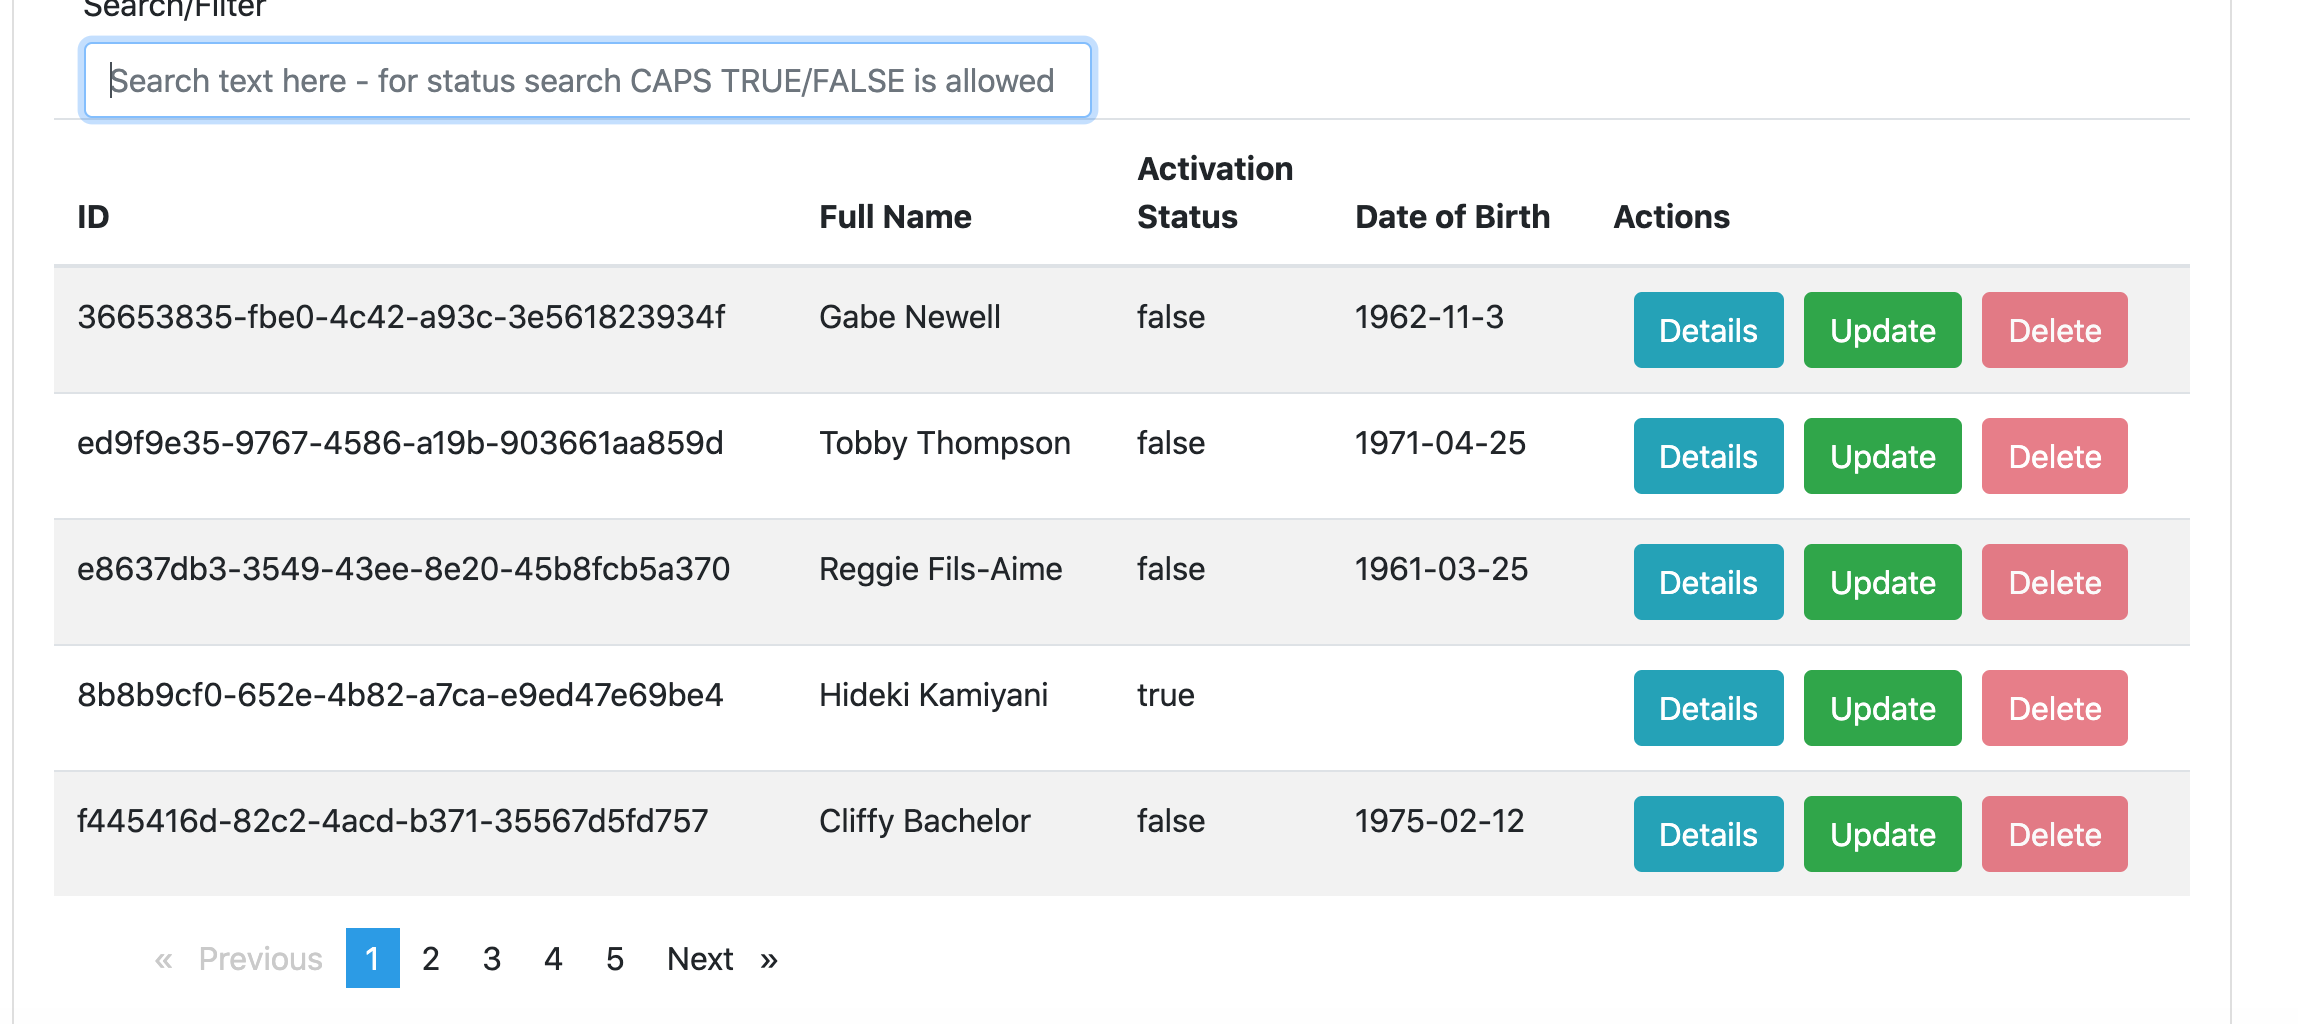 Search/Filter
Search text here - for status search CAPS TRUE/FALSE is allowed
ID Full Name Activation Status Date of Birth Actions
36653835-fbe0-4c42-a93c-3e561823934f Gabe Newell false 1962-11-3 Details Update Delete
ed9f9e35-9767-4586-a19b-903661aa859d Tobby Thompson false 1971-04-25 Details Update Delete
e8637db3-3549-43ee-8e20-45b8fcb5a370 Reggie Fils-Aime false 1961-03-25 Details Update Delete
8b8b9cf0-652e-4b82-a7ca-e9ed47e69be4 Hideki Kamiyani true Details Update Delete
f445416d-82c2-4acd-b371-35567d5fd757 Cliffy Bachelor false 1975-02-12 Details Update Delete
« Previous 1 2 3 4 5 Next »